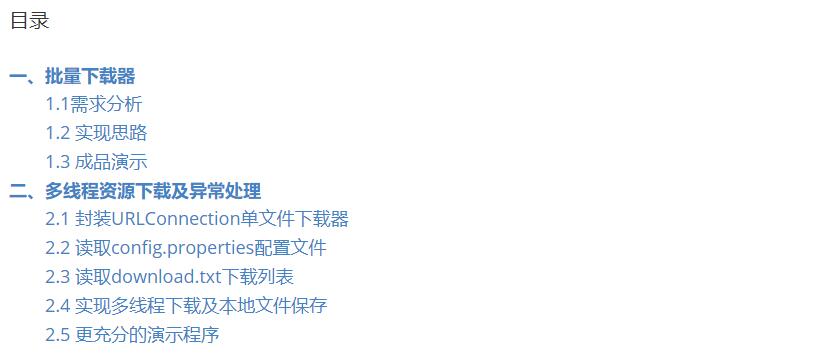 目录
一、批量下载器
1.1需求分析
1.2 实现思路
1.3 成品演示
二、多线程资源下载及异常处理
2.1 封装URLConnection单文件下载器
2.2 读取config.properties配置文件
2.3 读取download.txt下载列表
2.4 实现多线程下载及本地文件保存
2.5 更充分的演示程序